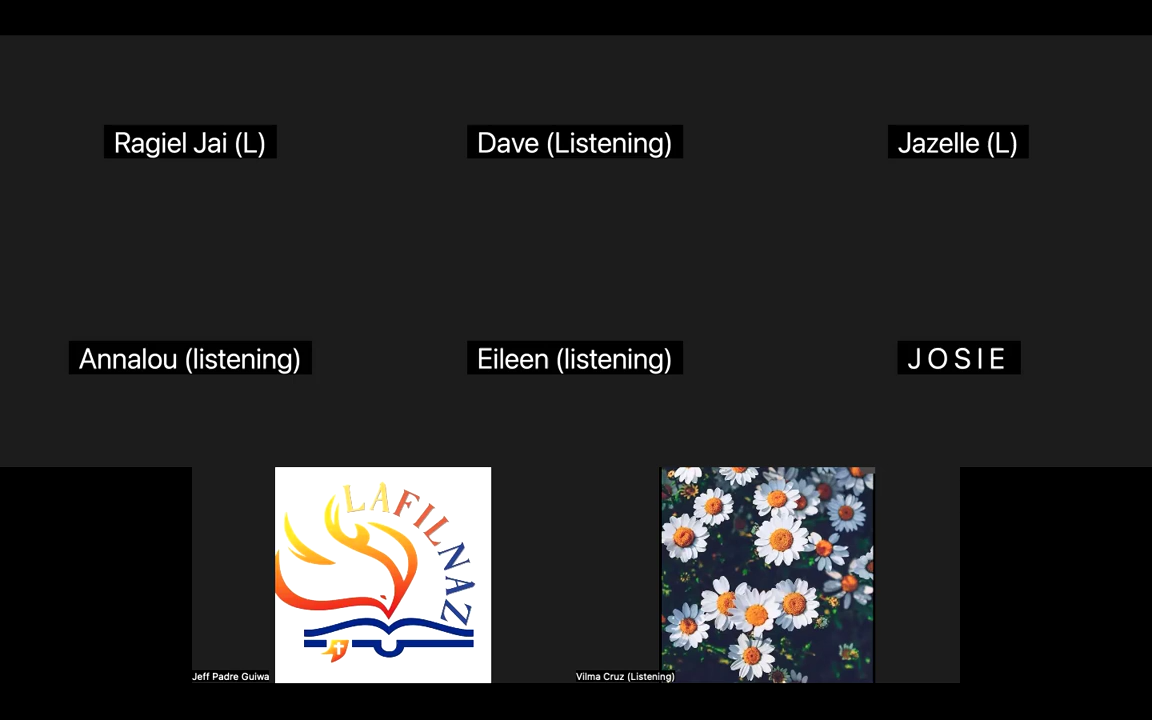 Ragiel Jai (L)
Dave (Listening)
Jazelle (L)
Annalou (listening)
Eileen (listening)
J O S I E
LAFILNAZ
Jeff Padre Guiwa
Vilma Cruz (Listening)